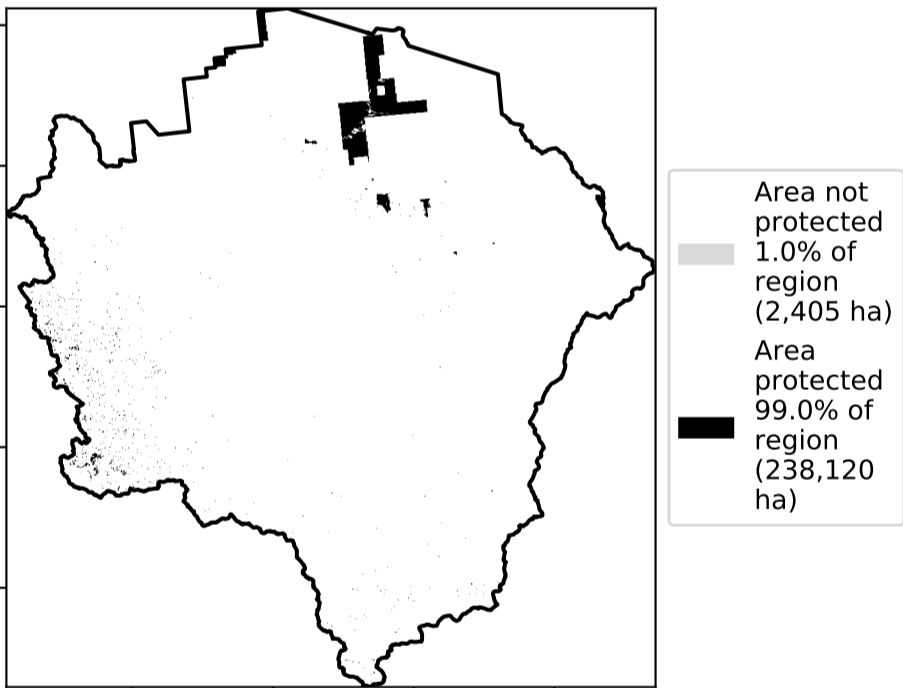 Area not
protected
1.0% of
region
(2,405 ha)
Area
protected
99.0% of
region
(238,120
ha)